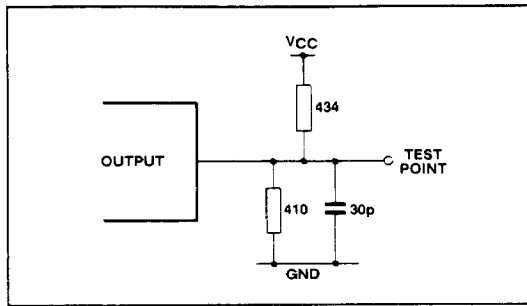 VCC
434
OUTPUT
TEST
POINT
410
30p
GND